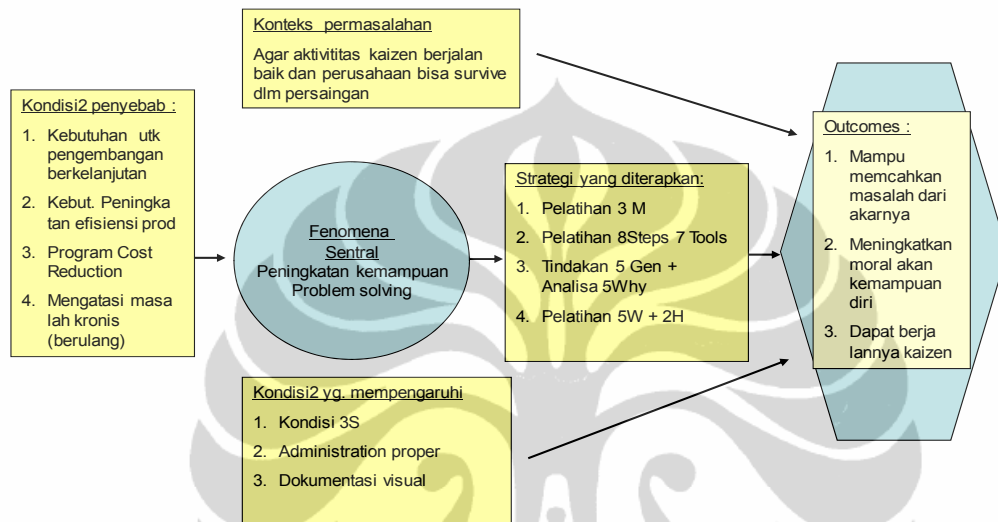 Konteks permasalahan
Agar aktivititas kaizen berjalan
baik dan perusahaan bisa survive
dlm persaingan
Kondisi2 penyebab :
1. Kebutuhan utk
pengembangan
berkelanjutan
2. Kebut. Peningka
tan efisiensi prod
3. Program Cost
Reduction
4. Mengatasi masa
lah kronis
(berulang)
Fenomena
Sentral
Peningkatan kemampuan
Problem solving
Strategi yang diterapkan:
1. Pelatihan 3 M
2. Pelatihan 8Steps 7 Tools
3. Tindakan 5 Gen +
Analisa 5Why
4. Pelatihan 5W + 2H
Outcomes :
1. Mampu
memcahkan
masalah dari
akarnya
2. Meningkatkan
moral akan
kemampuan
diri
3. Dapat berja
lannya kaizen
Kondisi2 yg. mempengaruhi
1. Kondisi 3S
2. Administration proper
3. Dokumentasi visual